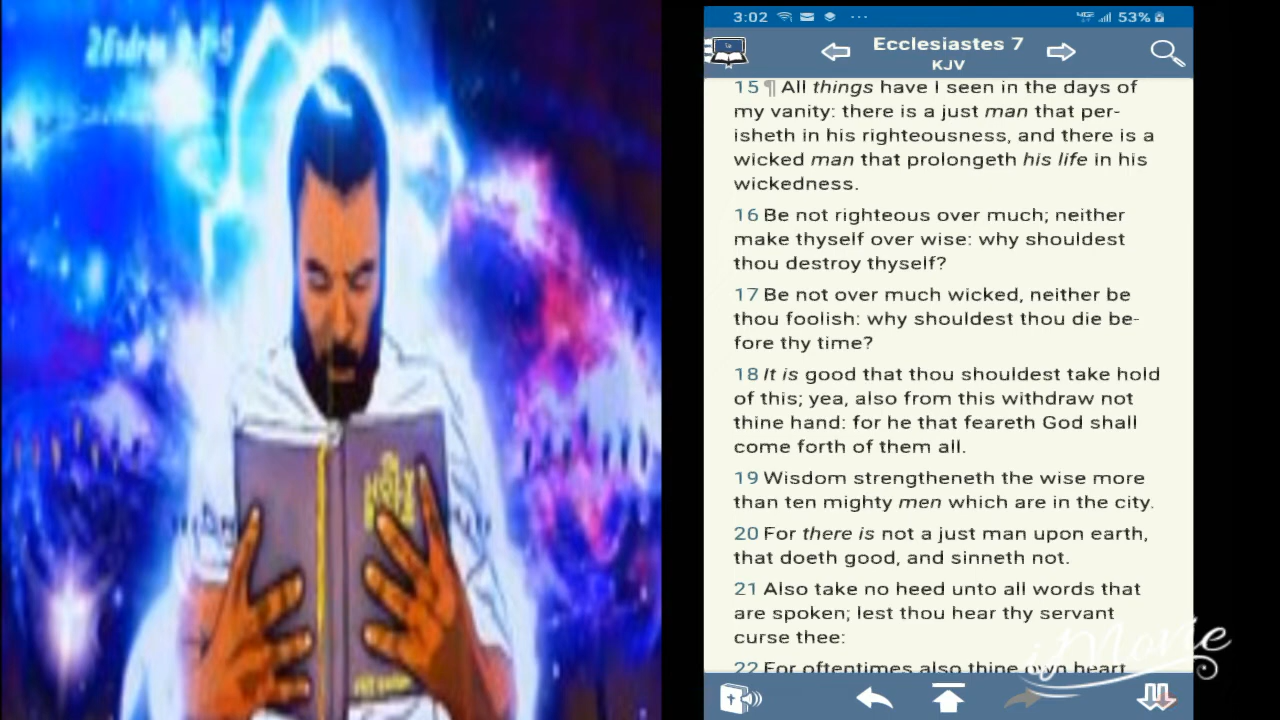 3:02
53%
Ecclesiastes 7
KJV
15 ¶ All things have I seen in the days of
my vanity: there is a just man that per-
isheth in his righteousness, and there is a
wicked man that prolongeth his life in his
wickedness.
16 Be not righteous over much; neither
make thyself over wise: why shouldest
thou destroy thyself?
17 Be not over much wicked, neither be
thou foolish: why shouldest thou die be-
fore thy time?
18 It is good that thou shouldest take hold
of this; yea, also from this withdraw not
thine hand: for he that feareth God shall
come forth of them all.
19 Wisdom strengtheneth the wise more
than ten mighty men which are in the city.
20 For there is not a just man upon earth,
that doeth good, and sinneth not.
21 Also take no heed unto all words that
are spoken; lest thou hear thy servant
curse thee:
22 For oftentimes also thine own heart
iMovie
HOLY